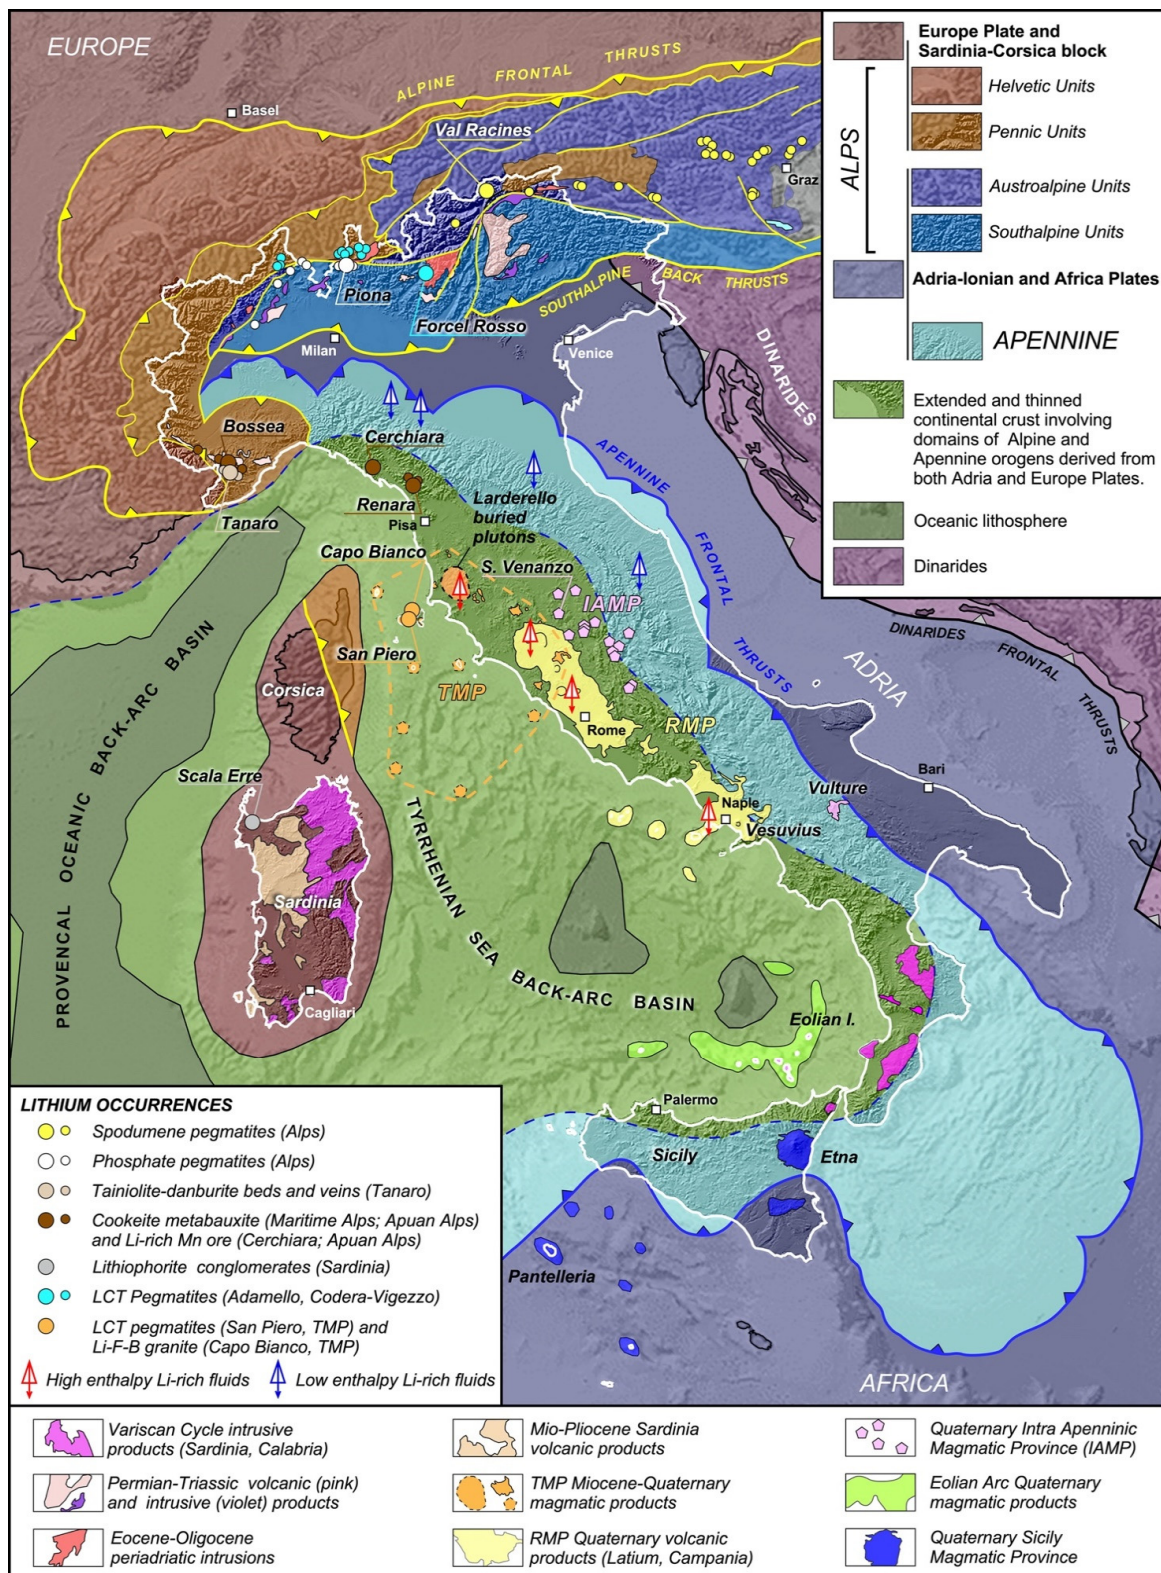 EUROPE
Basel
ALPINE FRONTAL THRUSTS
Val Racines
Graz
Piona
Forcel Rosso
SOUTHALPINE BACK THRUSTS
Milan
Venice
DINARIDES
Bossea
Cerchiara
APENNINE FRONTAL THRUSTS
Tanaro
Renara
Pisa
Larderello
buried
plutons
Capo Bianco
S. Venanzo
IAMP
San Piero
TMP
Corsica
ADRIA
DINARIDES FRONTAL THRUSTS
Rome
RMP
PROVENCAL OCEANIC BACK-ARC BASIN
Scala Erre
Bari
Vulture
Naple
Vesuvius
TYRRHENIAN SEA BACK-ARC BASIN
Sardinia
Cagliari
Eolian I.
Palermo
Sicily
Etna
Pantelleria
AFRICA
Europe Plate and
Sardinia-Corsica block
ALPS
Helvetic Units
Pennic Units
Austroalpine Units
Southalpine Units
Adria-Ionian and Africa Plates
APENNINE
Extended and thinned
continental crust involving
domains of Alpine and
Apennine orogens derived from
both Adria and Europe Plates.
Oceanic lithosphere
Dinarides
LITHIUM OCCURRENCES
Spodumene pegmatites (Alps)
Phosphate pegmatites (Alps)
Tainiolite-danburite beds and veins (Tanaro)
Cookeite metabauxite (Maritime Alps; Apuan Alps)
and Li-rich Mn ore (Cerchiara; Apuan Alps)
Lithiophorite conglomerates (Sardinia)
LCT Pegmatites (Adamello, Codera-Vigezzo)
LCT pegmatites (San Piero, TMP) and
Li-F-B granite (Capo Bianco, TMP)
High enthalpy Li-rich fluids
Low enthalpy Li-rich fluids
Variscan Cycle intrusive
products (Sardinia, Calabria)
Permian-Triassic volcanic (pink)
and intrusive (violet) products
Eocene-Oligocene
periadriatic intrusions
Mio-Pliocene Sardinia
volcanic products
TMP Miocene-Quaternary
magmatic products
RMP Quaternary volcanic
products (Latium, Campania)
Quaternary Intra Apenninic
Magmatic Province (IAMP)
Eolian Arc Quaternary
magmatic products
Quaternary Sicily
Magmatic Province